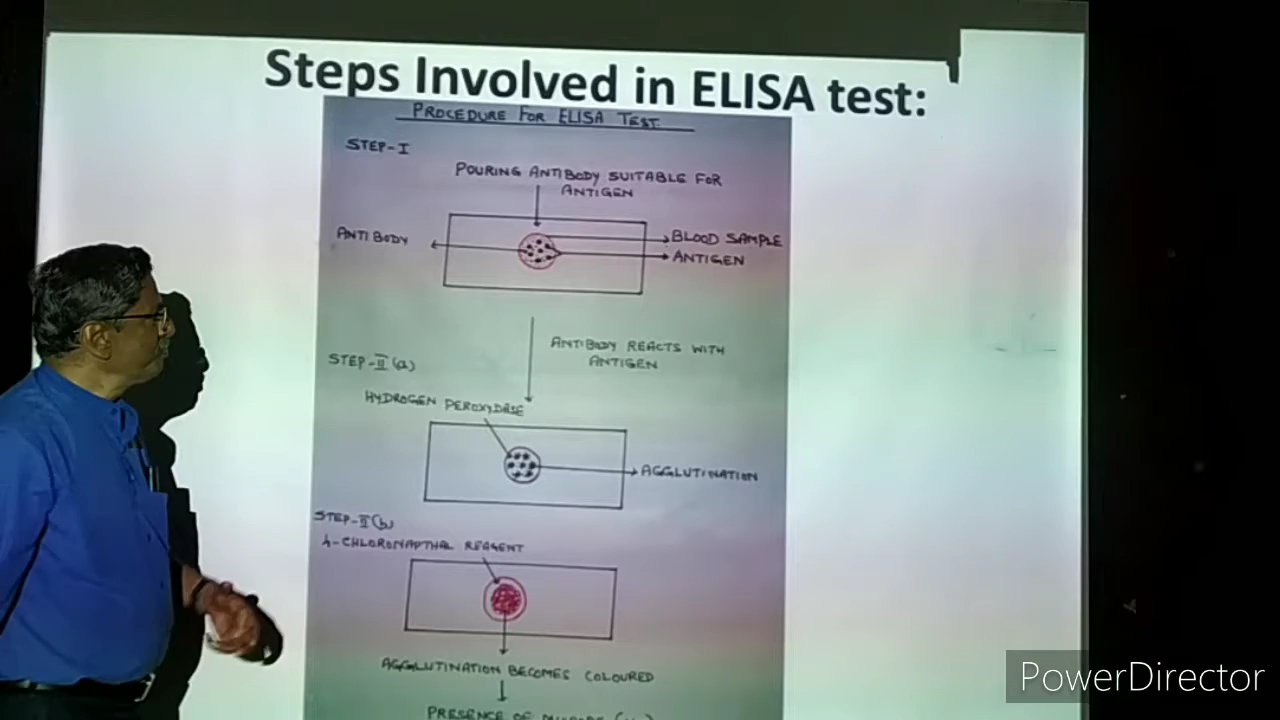 Steps Involved in ELISA test:
PROCEDURE FOR ELISA TEST
STEP-I
POURING ANTIBODY SUITABLE FOR
ANTIGEN
ANTIBODY
BLOOD SAMPLE
ANTIGEN
ANTIBODY REACTS WITH
ANTIGEN
STEP-II (a)
HYDROGEN PEROXYDASE
AGGLUTINATION
STEP-II (b)
4-CHLORONAPTHAL REAGENT
AGGLUTINATION BECOMES COLOURED
PRESENCE OF
PowerDirector